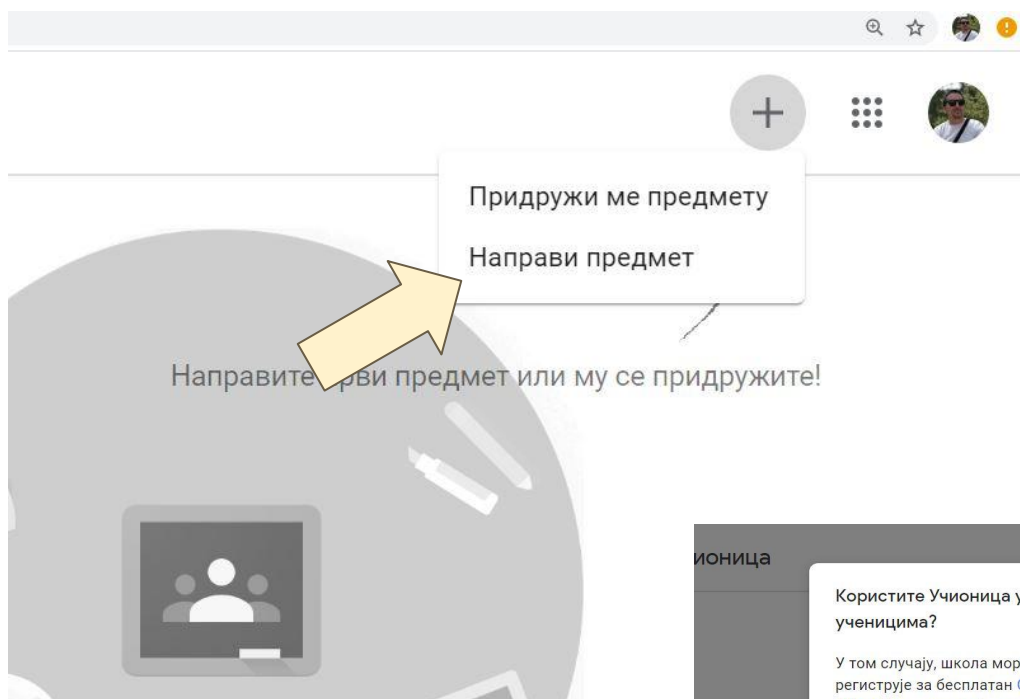 Придружи ме предмету
Направи предмет
Направите први предмет или му се придружите!
ионица
Користите Учионица у
ученицима?
У том случају, школа мор
региструје за бесплатан